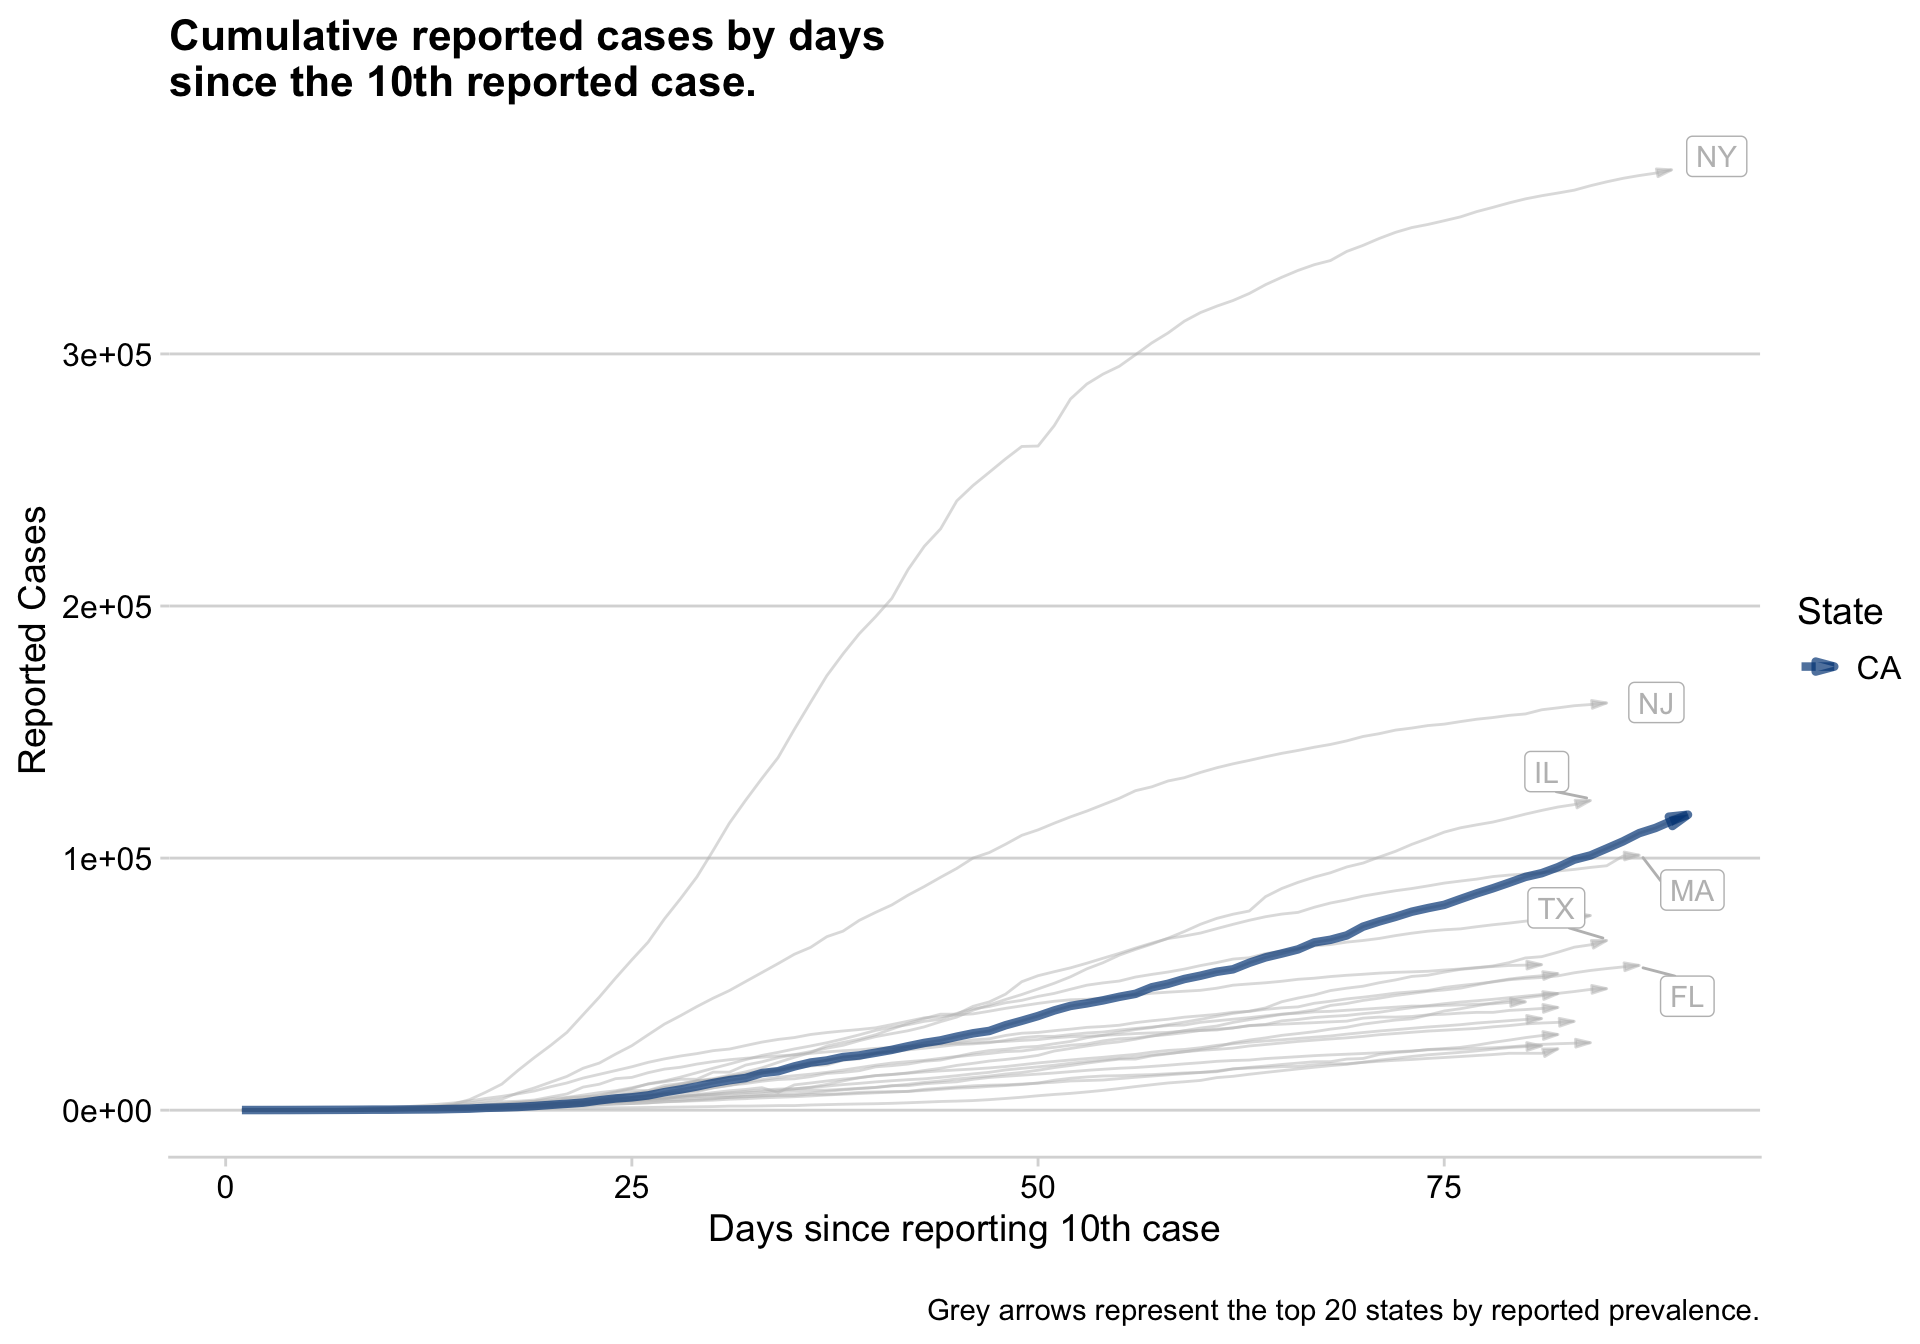 Cumulative reported cases by days
since the 10th reported case.
NY
3e+05
2e+05
1e+05
0e+00
Reported Cases
NJ
IL
MA
TX
FL
State
CA
0 25 50 75
Days since reporting 10th case
Grey arrows represent the top 20 states by reported prevalence.